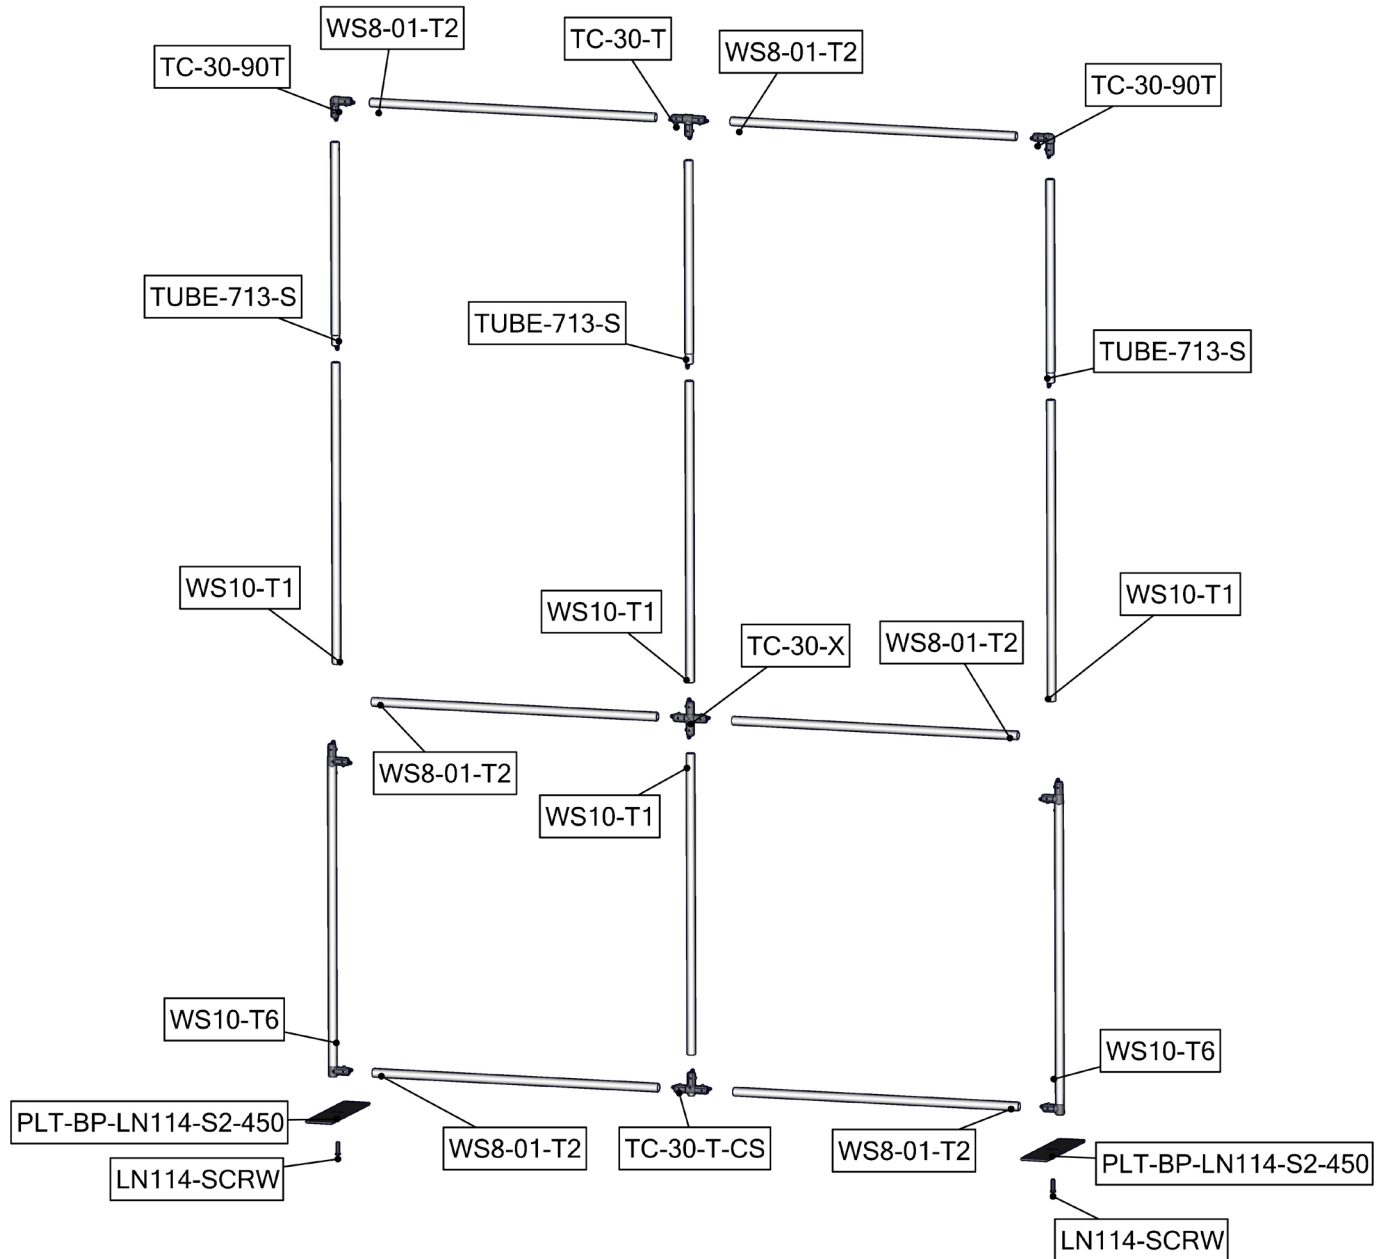 WS8-01-T2
TC-30-T
WS8-01-T2
TC-30-90T
TC-30-90T
TUBE-713-S
TUBE-713-S
TUBE-713-S
WS10-T1
WS10-T1
WS10-T1
TC-30-X
WS8-01-T2
WS8-01-T2
WS10-T1
WS10-T6
WS10-T6
PLT-BP-LN114-S2-450
WS8-01-T2
TC-30-T-CS
WS8-01-T2
PLT-BP-LN114-S2-450
LN114-SCRW
LN114-SCRW